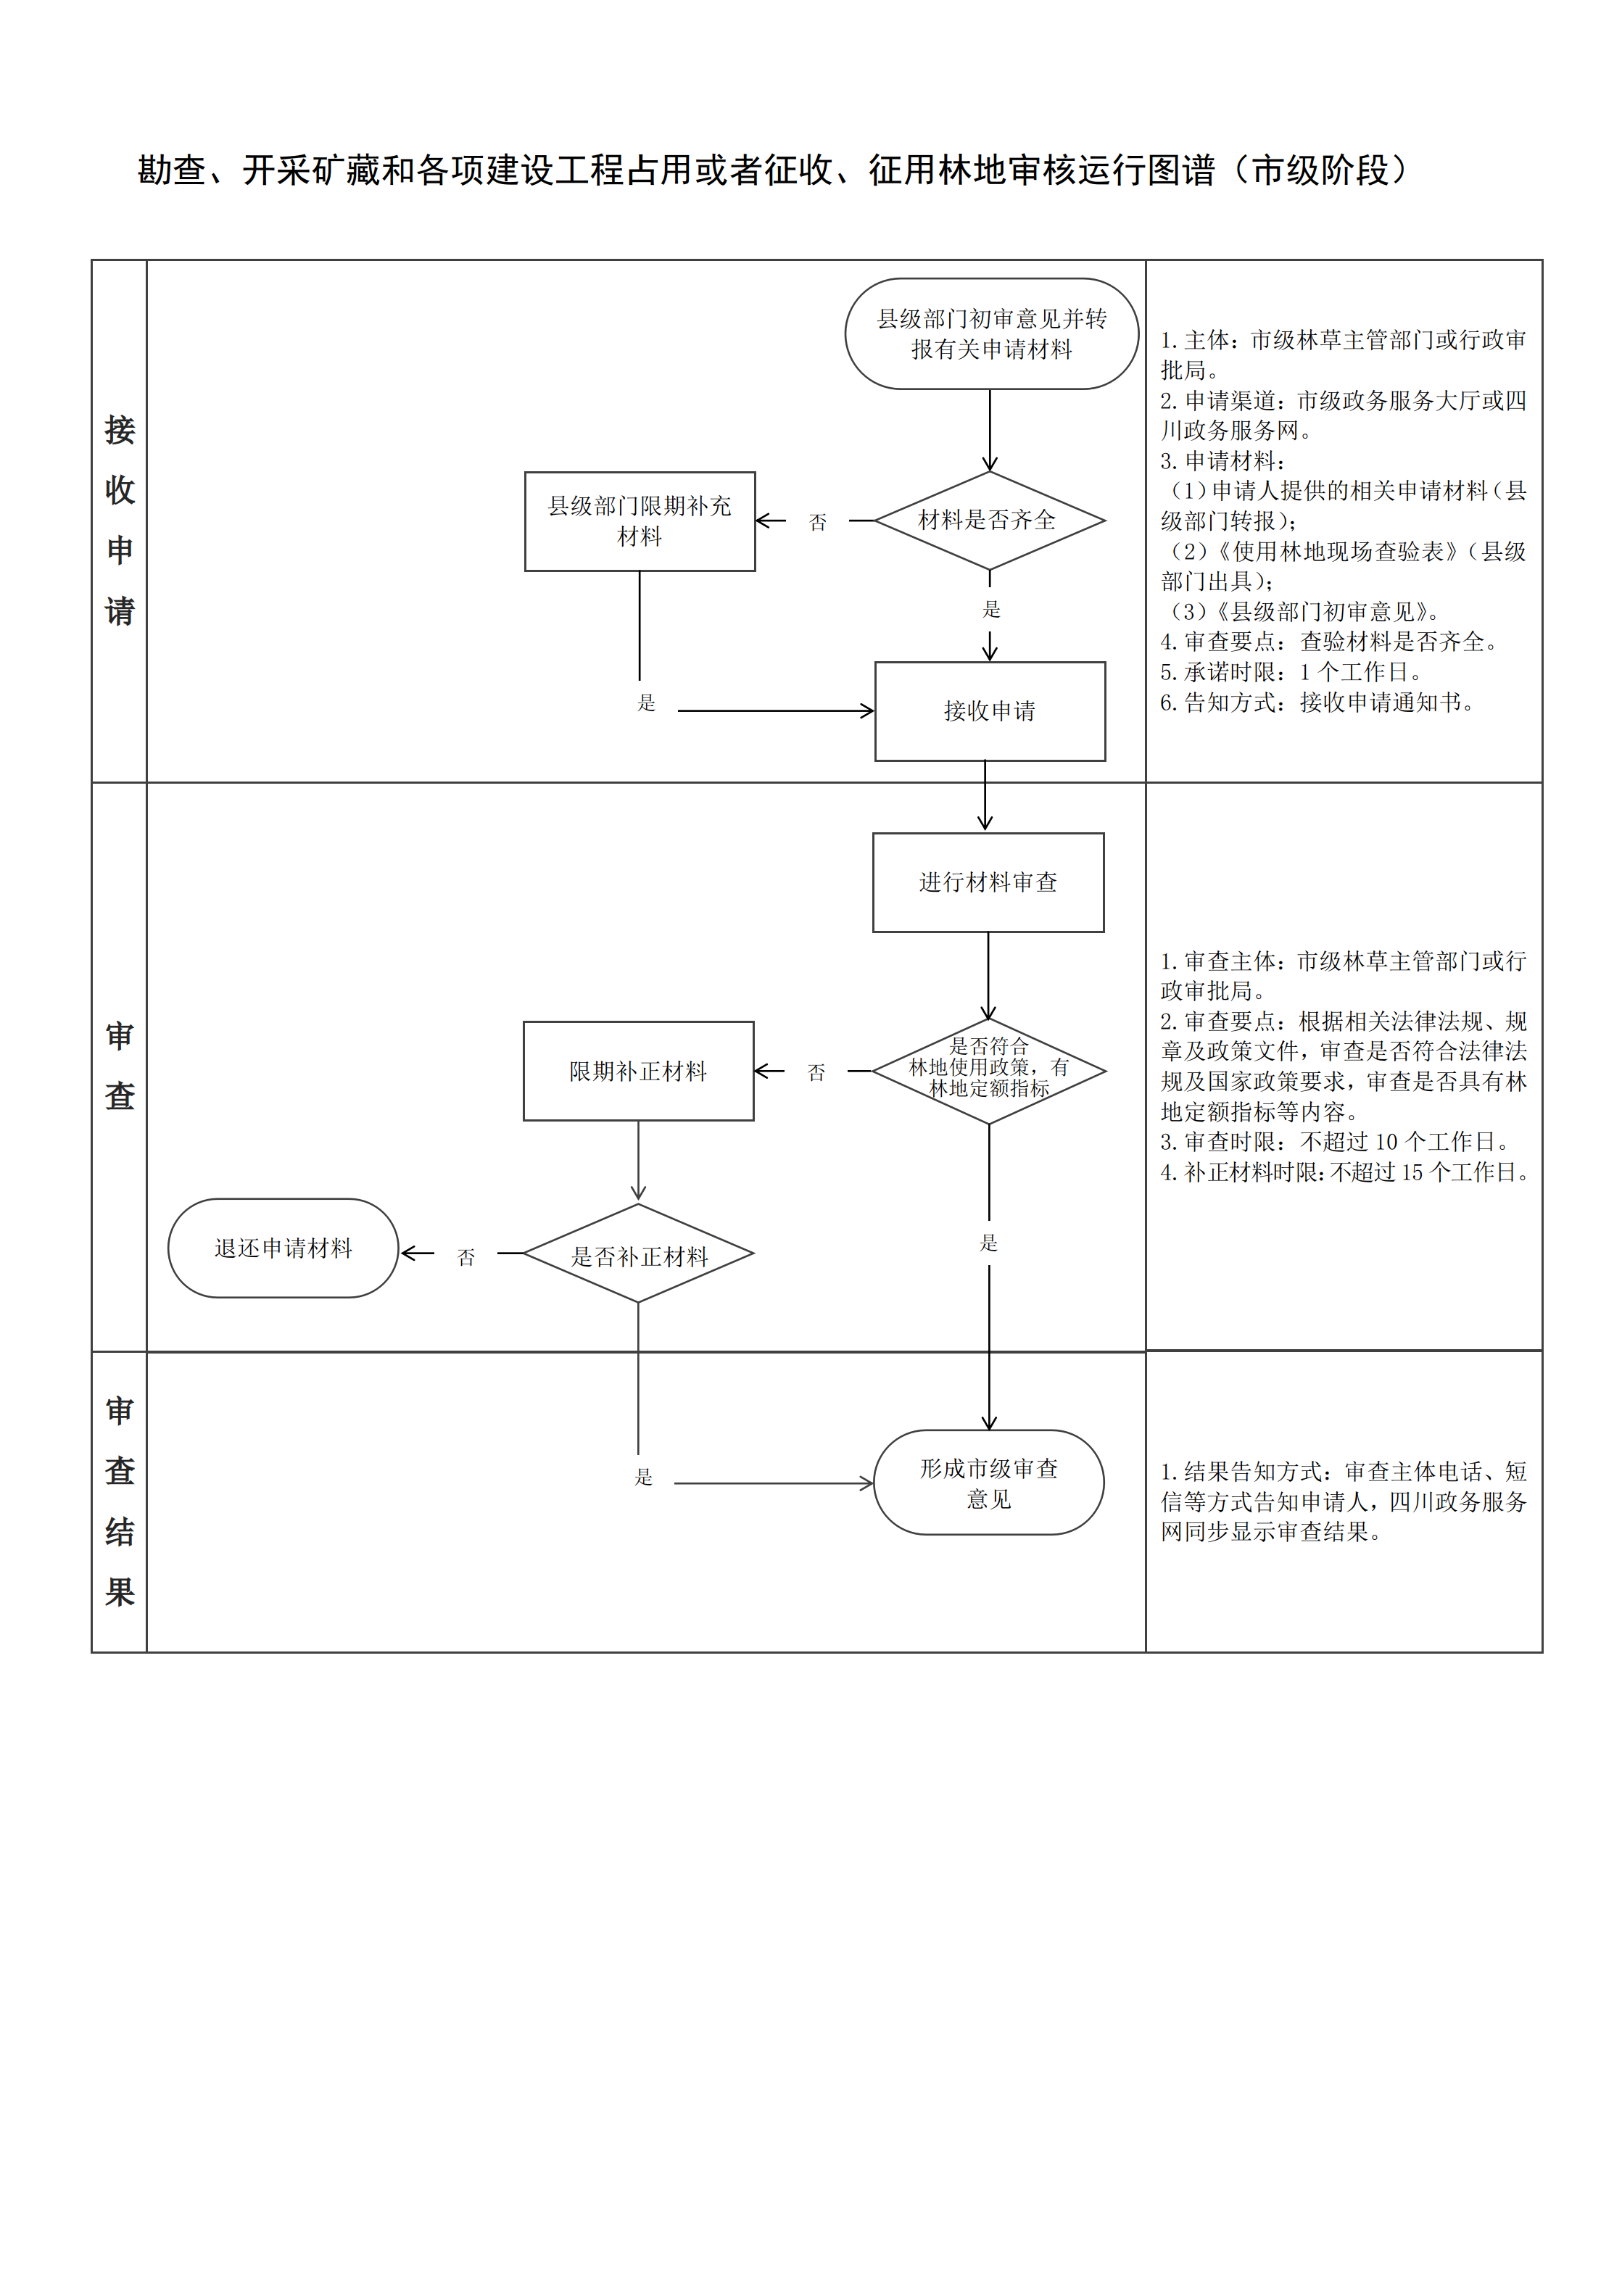 勘查、开采矿藏和各项建设工程占用或者征收、征用林地审核运行图谱（市级阶段）
接
收
申
请
县级部门初审意见并转
报有关申请材料
材料是否齐全
否
县级部门限期补充
材料
是
是
接收申请
1.主体：市级林草主管部门或行政审
批局。
2.申请渠道：市级政务服务大厅或四
川政务服务网。
3.申请材料：
（1）申请人提供的相关申请材料（县
级部门转报）；
（2）《使用林地现场查验表》（县级
部门出具）；
（3）《县级部门初审意见》。
4.审查要点：查验材料是否齐全。
5.承诺时限：1 个工作日。
6.告知方式：接收申请通知书。
审
查
进行材料审查
是否符合
林地使用政策，有
林地定额指标
否
限期补正材料
是否补正材料
否
退还申请材料
是
1.审查主体：市级林草主管部门或行
政审批局。
2.审查要点：根据相关法律法规、规
章及政策文件，审查是否符合法律法
规及国家政策要求，审查是否具有林
地定额指标等内容。
3.审查时限：不超过 10 个工作日。
4.补正材料时限：不超过 15 个工作日。
审
查
结
果
是
形成市级审查
意见
1.结果告知方式：审查主体电话、短
信等方式告知申请人，四川政务服务
网同步显示审查结果。